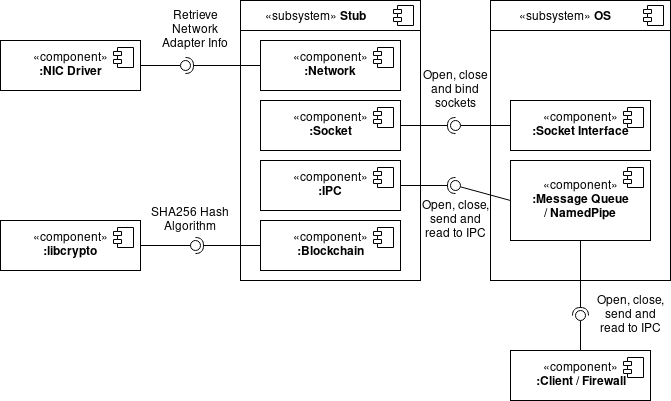 Retrieve
Network
Adapter Info
«subsystem» Stub
«subsystem» OS
«component»
:NIC Driver
«component»
:Network
Open, close
and bind
sockets
«component»
:Socket
«component»
:Socket Interface
«component»
:IPC
«component»
:Message Queue
/ NamedPipe
Open, close,
send and
read to IPC
SHA256 Hash
Algorithm
«component»
:libcrypto
«component»
:Blockchain
Open, close,
send and
read to IPC
«component»
:Client / Firewall